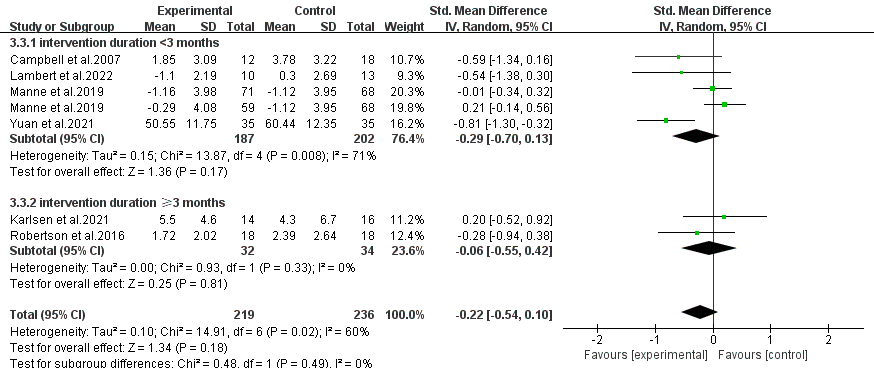 Experimental Control Std. Mean Difference Std. Mean Difference
Study or Subgroup Mean SD Total Mean SD Total Weight IV, Random, 95% CI IV, Random, 95% CI
3.3.1 intervention duration <3 months
Campbell et al.2007 1.85 3.09 12 3.78 3.22 18 10.7% -0.59 [-1.34, 0.16]
Lambert et al.2022 -1.1 2.19 10 0.3 2.69 13 9.3% -0.54 [-1.38, 0.30]
Manne et al.2019 -1.16 3.98 71 -1.12 3.95 68 20.3% -0.01 [-0.34, 0.32]
Manne et al.2019 -0.29 4.08 59 -1.12 3.95 68 19.8% 0.21 [-0.14, 0.56]
Yuan et al.2021 50.55 11.75 35 60.44 12.35 35 16.2% -0.81 [-1.30, -0.32]
Subtotal (95% CI) 187 202 76.4% -0.29 [-0.70, 0.13]
Heterogeneity: Tau² = 0.15; Chi² = 13.87, df = 4 (P = 0.008); I² = 71%
Test for overall effect: Z = 1.36 (P = 0.17)
3.3.2 intervention duration ≥3 months
Karlsen et al.2021 5.5 4.6 14 4.3 6.7 16 11.2% 0.20 [-0.52, 0.92]
Robertson et al.2016 1.72 2.02 18 2.39 2.64 18 12.4% -0.28 [-0.94, 0.38]
Subtotal (95% CI) 32 34 23.6% -0.06 [-0.55, 0.42]
Heterogeneity: Tau² = 0.00; Chi² = 0.93, df = 1 (P = 0.33); I² = 0%
Test for overall effect: Z = 0.25 (P = 0.81)
Total (95% CI) 219 236 100.0% -0.22 [-0.54, 0.10]
Heterogeneity: Tau² = 0.10; Chi² = 14.91, df = 6 (P = 0.02); I² = 60%
Test for overall effect: Z = 1.34 (P = 0.18)
Test for subgroup differences: Chi² = 0.48, df = 1 (P = 0.49), I² = 0%
-2 -1 0 1 2
Favours [experimental] Favours [control]